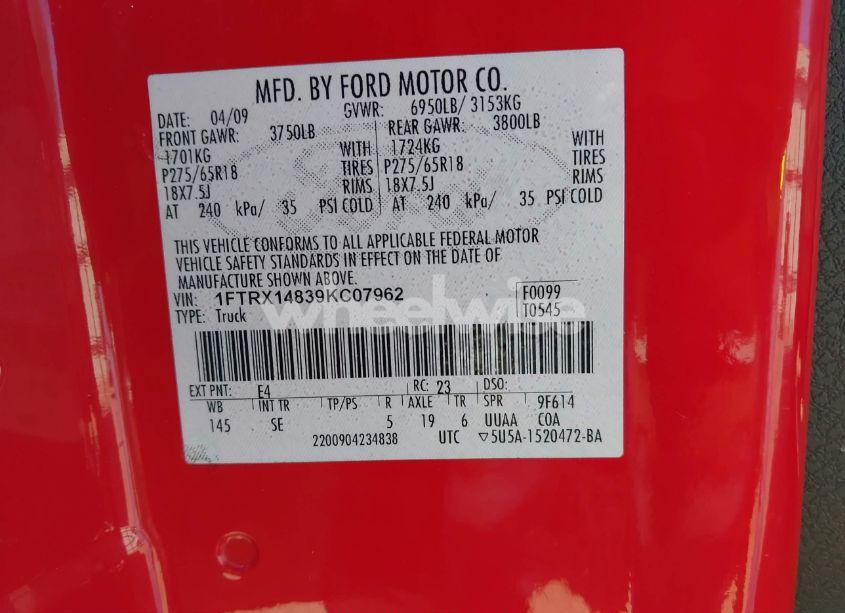 MFD. BY FORD MOTOR CO.
DATE: 04/09 GVWR: 6950LB/ 3153KG
FRONT GAWR: 3750LB REAR GAWR: 3800LB
1701KG WITH 1724KG WITH
P275/65R18 TIRES P275/65R18 TIRES
18X7.5J RIMS 18X7.5J RIMS
AT 240 kPa/ 35 PSI COLD AT 240 kPa/ 35 PSI COLD
THIS VEHICLE CONFORMS TO ALL APPLICABLE FEDERAL MOTOR
VEHICLE SAFETY STANDARDS IN EFFECT ON THE DATE OF
MANUFACTURE SHOWN ABOVE.
VIN: 1FTRX14839KC07962 F0099
TYPE: Truck T0545
wheelwise
EXT PNT: E4 RC: 23 DSO:
WB INT TR TP/PS R AXLE TR SPR 9F614
145 SE 5 19 6 UUAA COA
2200904234838 UTC ▽5U5A-1520472-BA